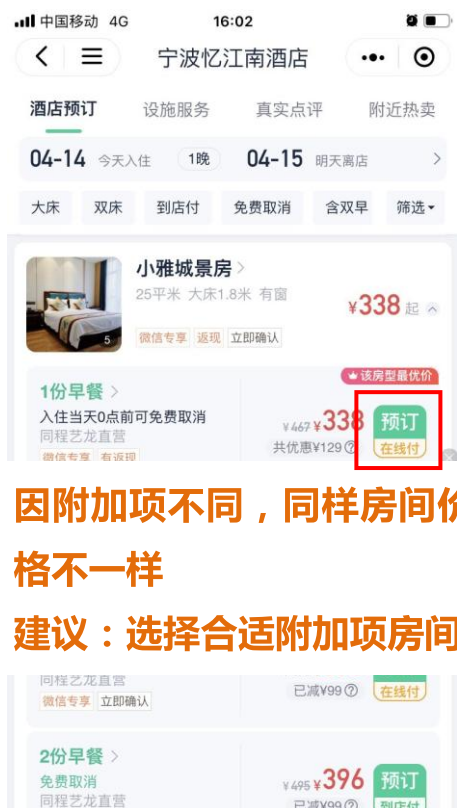 中国移动 4G 16:02
宁波忆江南酒店
酒店预订 设施服务 真实点评 附近热卖
04-14 今天入住 1晚 04-15 明天离店
大床 双床 到店付 免费取消 含双早 筛选
小雅城景房
25平米 大床1.8米 有窗
¥338起
微信专享 返现 立即确认
5
该房型最优价
1份早餐
入住当天0点前可免费取消
¥467 ¥338 预订
同程艺龙直营
共优惠¥129 在线付
微信专享 有返现
因附加项不同，同样房间价
格不一样
建议：选择合适附加项房间
同程艺龙直营
已减¥99 在线付
微信专享 立即确认
2份早餐
免费取消
¥495 ¥396 预订
同程艺龙直营
已减¥99 到店付